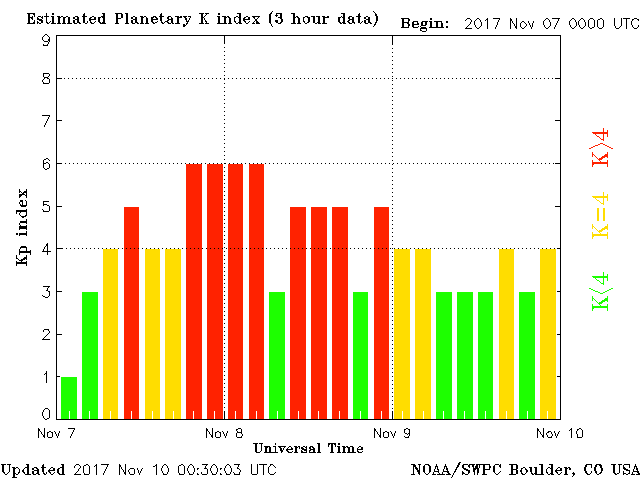 Estimated Planetary K index (3 hour data) Begin: 2017 Nov 07 0000 UTC
9
8
7
6
5
4
3
2
1
0
Kp index
K>4
K=4
K<4
Nov 7 Nov 8 Nov 9 Nov 10
Universal Time
Updated 2017 Nov 10 00:30:03 UTC NOAA/SWPC Boulder, CO USA